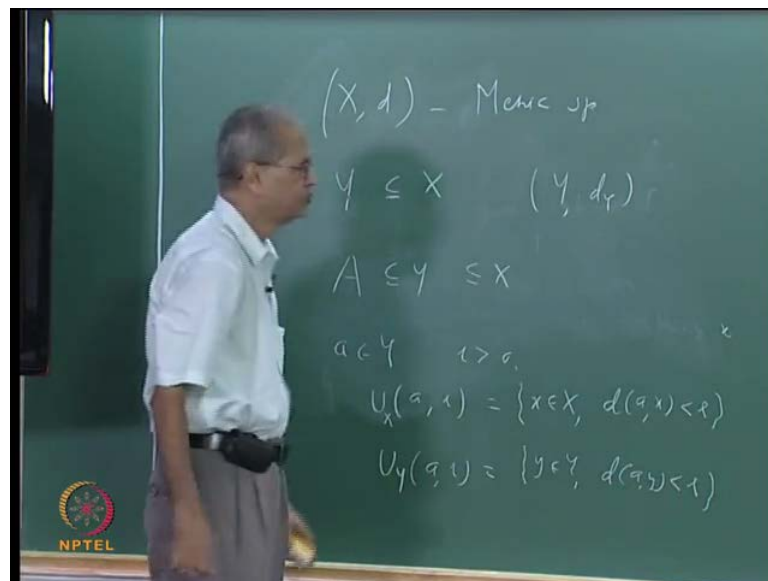 (X, d) - Metric sp
Y ⊆ X (Y, d_Y)
A ⊆ Y ⊆ X
a ∈ Y r > 0.
U_X(a, r) = {x ∈ X, d(a, x) < r}
U_Y(a, r) = {y ∈ Y, d(a, y) < r}
NPTEL